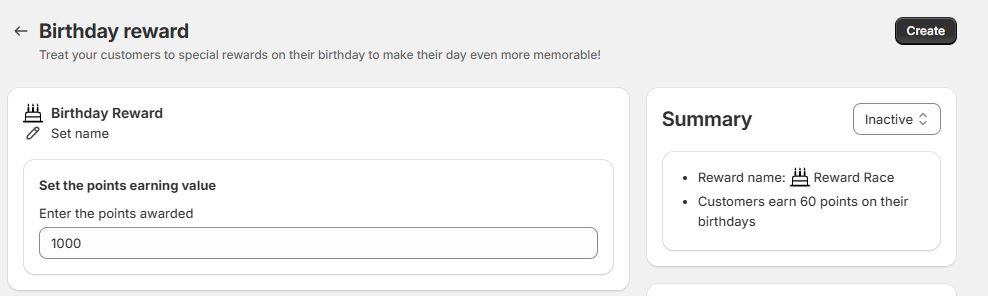 Birthday reward
Create
Treat your customers to special rewards on their birthday to make their day even more memorable!
Birthday Reward
Set name
Set the points earning value
Enter the points awarded
1000
Summary
Inactive
Reward name: Reward Race
Customers earn 60 points on their
birthdays